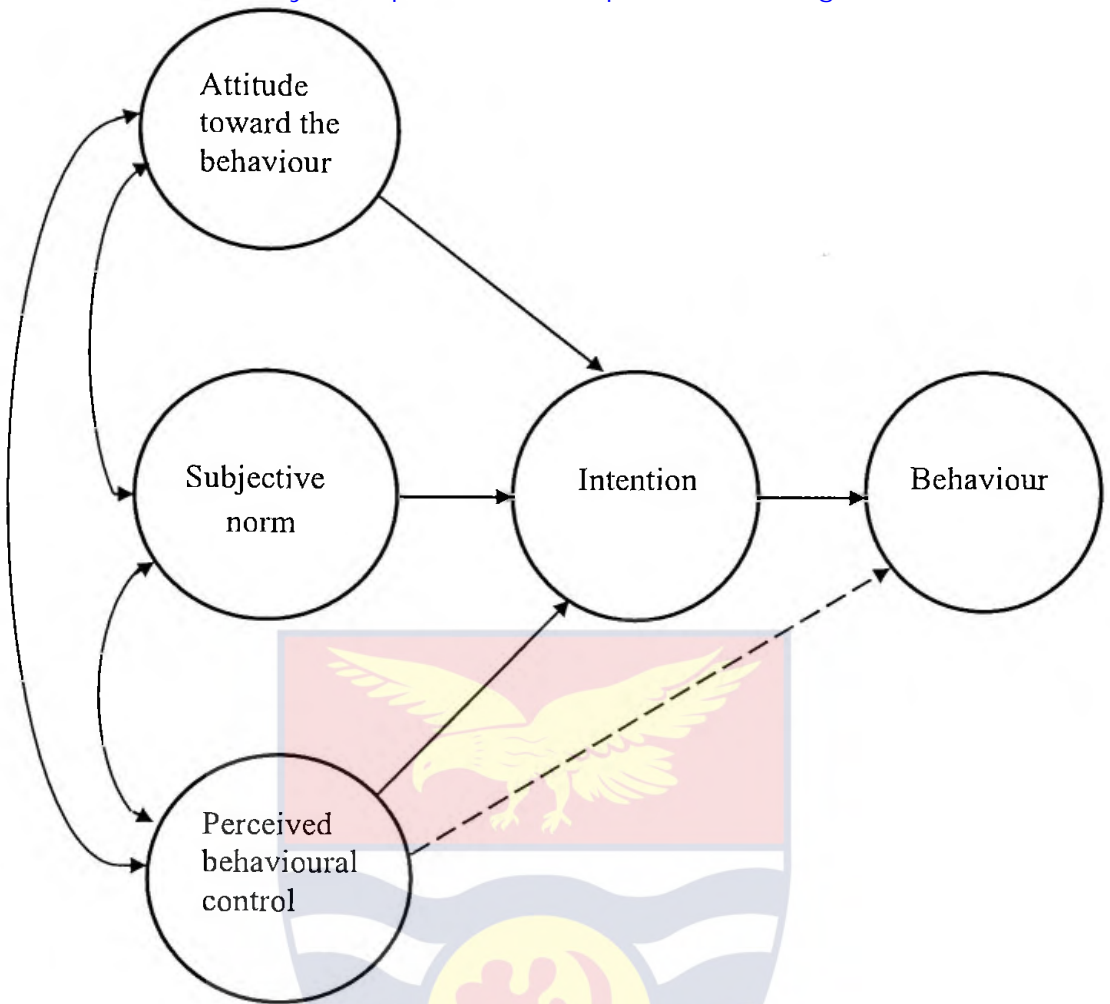 Attitude
toward the
behaviour
Subjective
norm
Intention
Behaviour
Perceived
behavioural
control